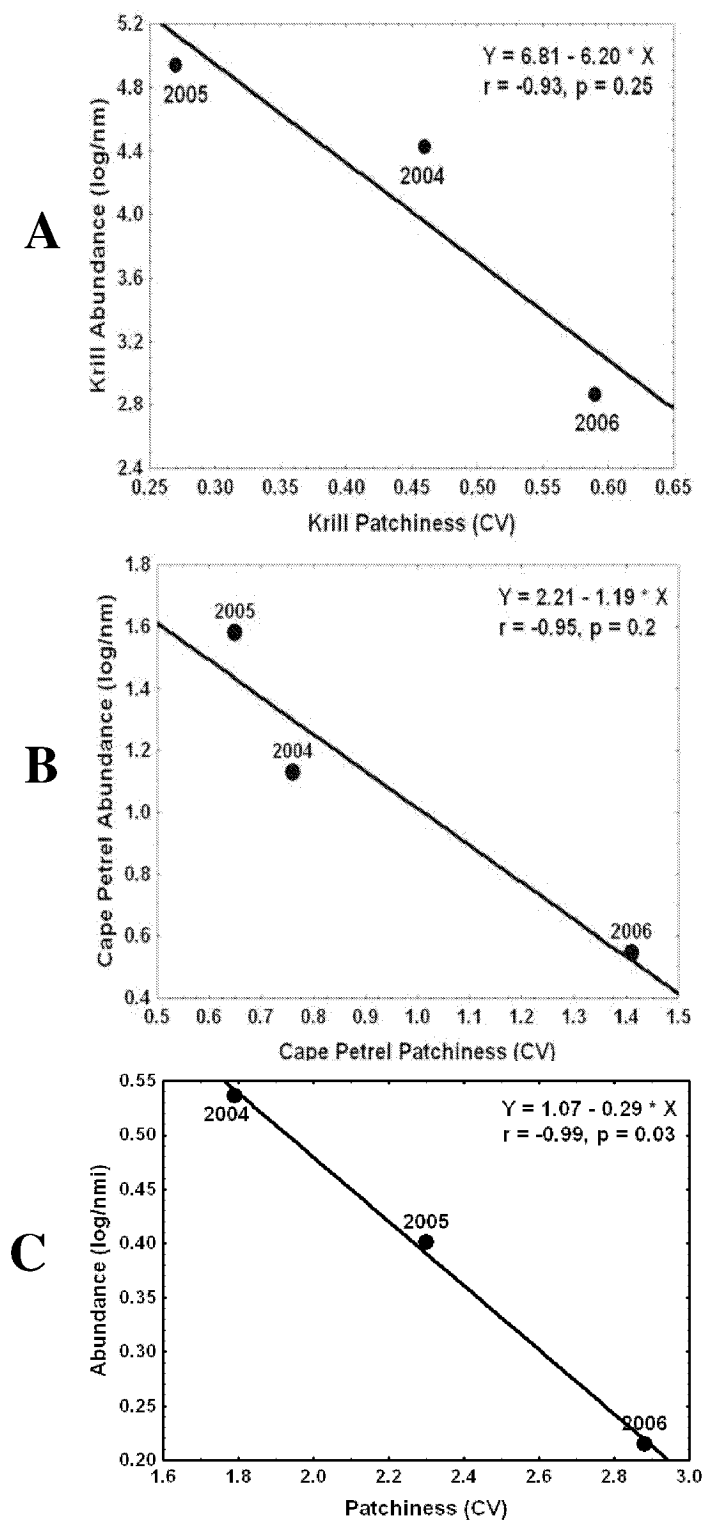 A
Krill Abundance (log/nm)
5.2
4.8
4.4
4.0
3.6
3.2
2.8
2.4
Y = 6.81 - 6.20 * X
r = -0.93, p = 0.25
2005
2004
2006
0.25 0.30 0.35 0.40 0.45 0.50 0.55 0.60 0.65
Krill Patchiness (CV)
B
Cape Petrel Abundance (log/nm)
1.8
1.6
1.4
1.2
1.0
0.8
0.6
0.4
Y = 2.21 - 1.19 * X
r = -0.95, p = 0.2
2005
2004
2006
0.5 0.6 0.7 0.8 0.9 1.0 1.1 1.2 1.3 1.4 1.5
Cape Petrel Patchiness (CV)
C
Abundance (log/nmi)
0.55
0.50
0.45
0.40
0.35
0.30
0.25
0.20
Y = 1.07 - 0.29 * X
r = -0.99, p = 0.03
2004
2005
2006
1.6 1.8 2.0 2.2 2.4 2.6 2.8 3.0
Patchiness (CV)